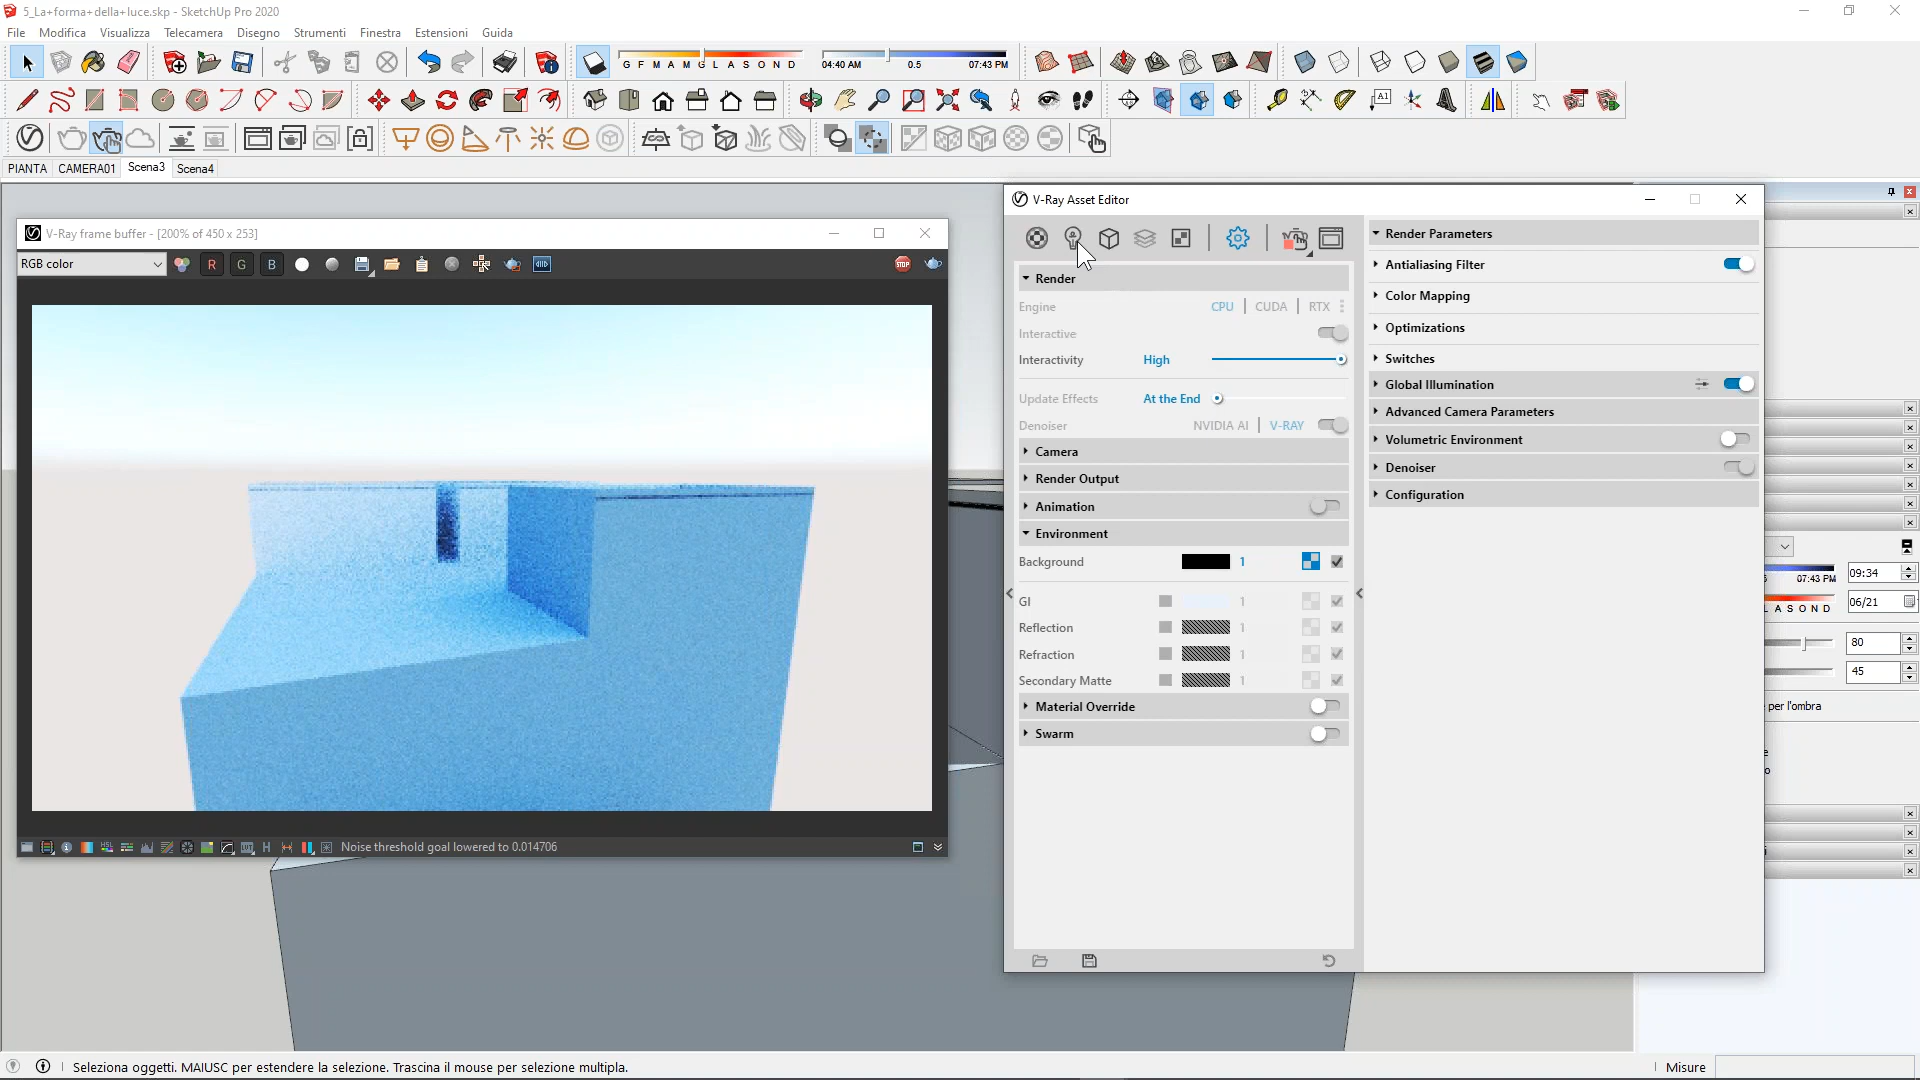 5_La+forma+della+luce.skp - SketchUp Pro 2020
File Modifica Visualizza Telecamera Disegno Strumenti Finestra Estensioni Guida
G F M A M G L A S O N D
04:40 AM 0.5 07:43 PM
PIANTA CAMERA01 Scena3 Scena4
V-Ray frame buffer - [200% of 450 x 253]
RGB color
R G B
STOP
Noise threshold goal lowered to 0.014706
V-Ray Asset Editor
Render
Engine CPU CUDA RTX
Interactive
Interactivity High
Update Effects At the End
Denoiser NVIDIA AI V-RAY
Camera
Render Output
Animation
Environment
Background 1
GI 1
Reflection 1
Refraction 1
Secondary Matte 1
Material Override
Swarm
Render Parameters
Antialiasing Filter
Color Mapping
Optimizations
Switches
Global Illumination
Advanced Camera Parameters
Volumetric Environment
Denoiser
Configuration
07:43 PM 09:34
L A S O N D 06/21
80
45
per l'ombra
Seleziona oggetti. MAIUSC per estendere la selezione. Trascina il mouse per selezione multipla.
Misure